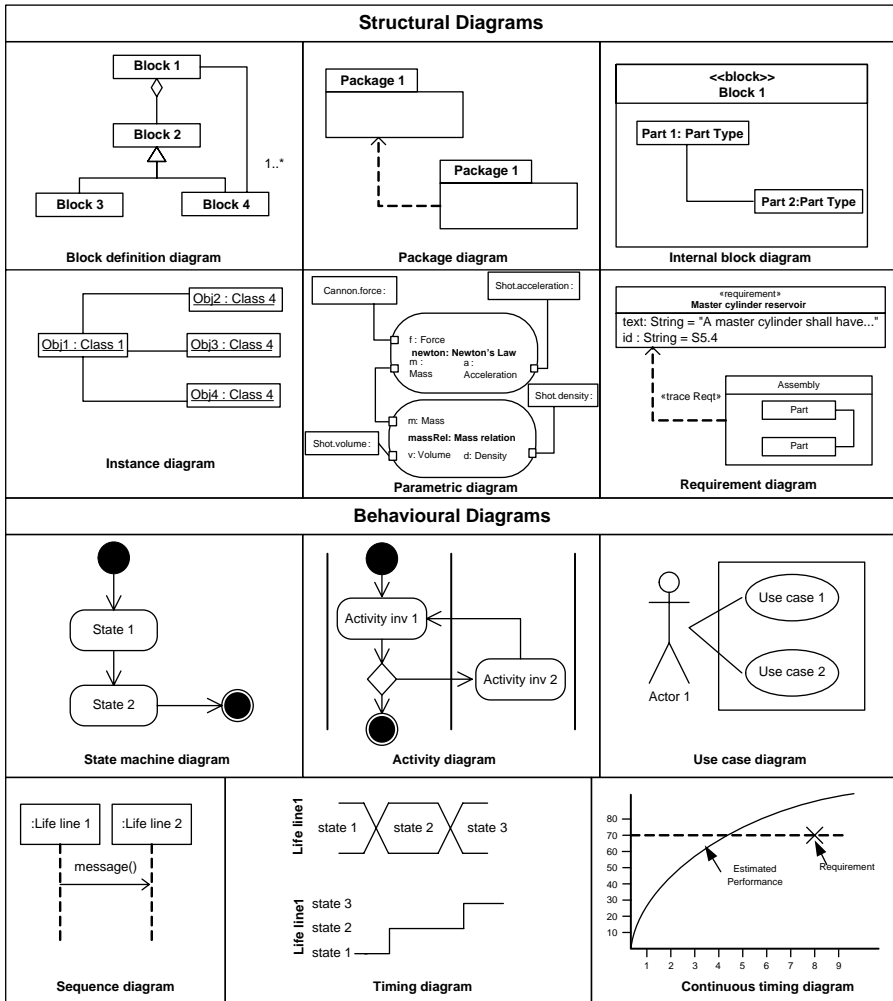 Structural Diagrams
Block 1
Block 2
1..*
Block 3
Block 4
Block definition diagram
Package 1
Package 1
Package diagram
<<block>>
Block 1
Part 1: Part Type
Part 2:Part Type
Internal block diagram
Obj2 : Class 4
Obj1 : Class 1
Obj3 : Class 4
Obj4 : Class 4
Instance diagram
Cannon.force :
Shot.acceleration :
f : Force
newton: Newton's Law
m :
Mass
a :
Acceleration
Shot.density :
m: Mass
massRel: Mass relation
Shot.volume :
v: Volume
d: Density
Parametric diagram
«requirement»
Master cylinder reservoir
text: String = "A master cylinder shall have..."
id : String = S5.4
«trace Reqt»
Assembly
Part
Part
Requirement diagram
Behavioural Diagrams
State 1
State 2
State machine diagram
Activity inv 1
Activity inv 2
Activity diagram
Use case 1
Use case 2
Actor 1
Use case diagram
:Life line 1
:Life line 2
message()
Sequence diagram
Life line1
state 1
state 2
state 3
Life line1
state 3
state 2
state 1
Timing diagram
80
70
60
50
40
30
20
10
Estimated
Performance
Requirement
1 2 3 4 5 6 7 8 9
Continuous timing diagram